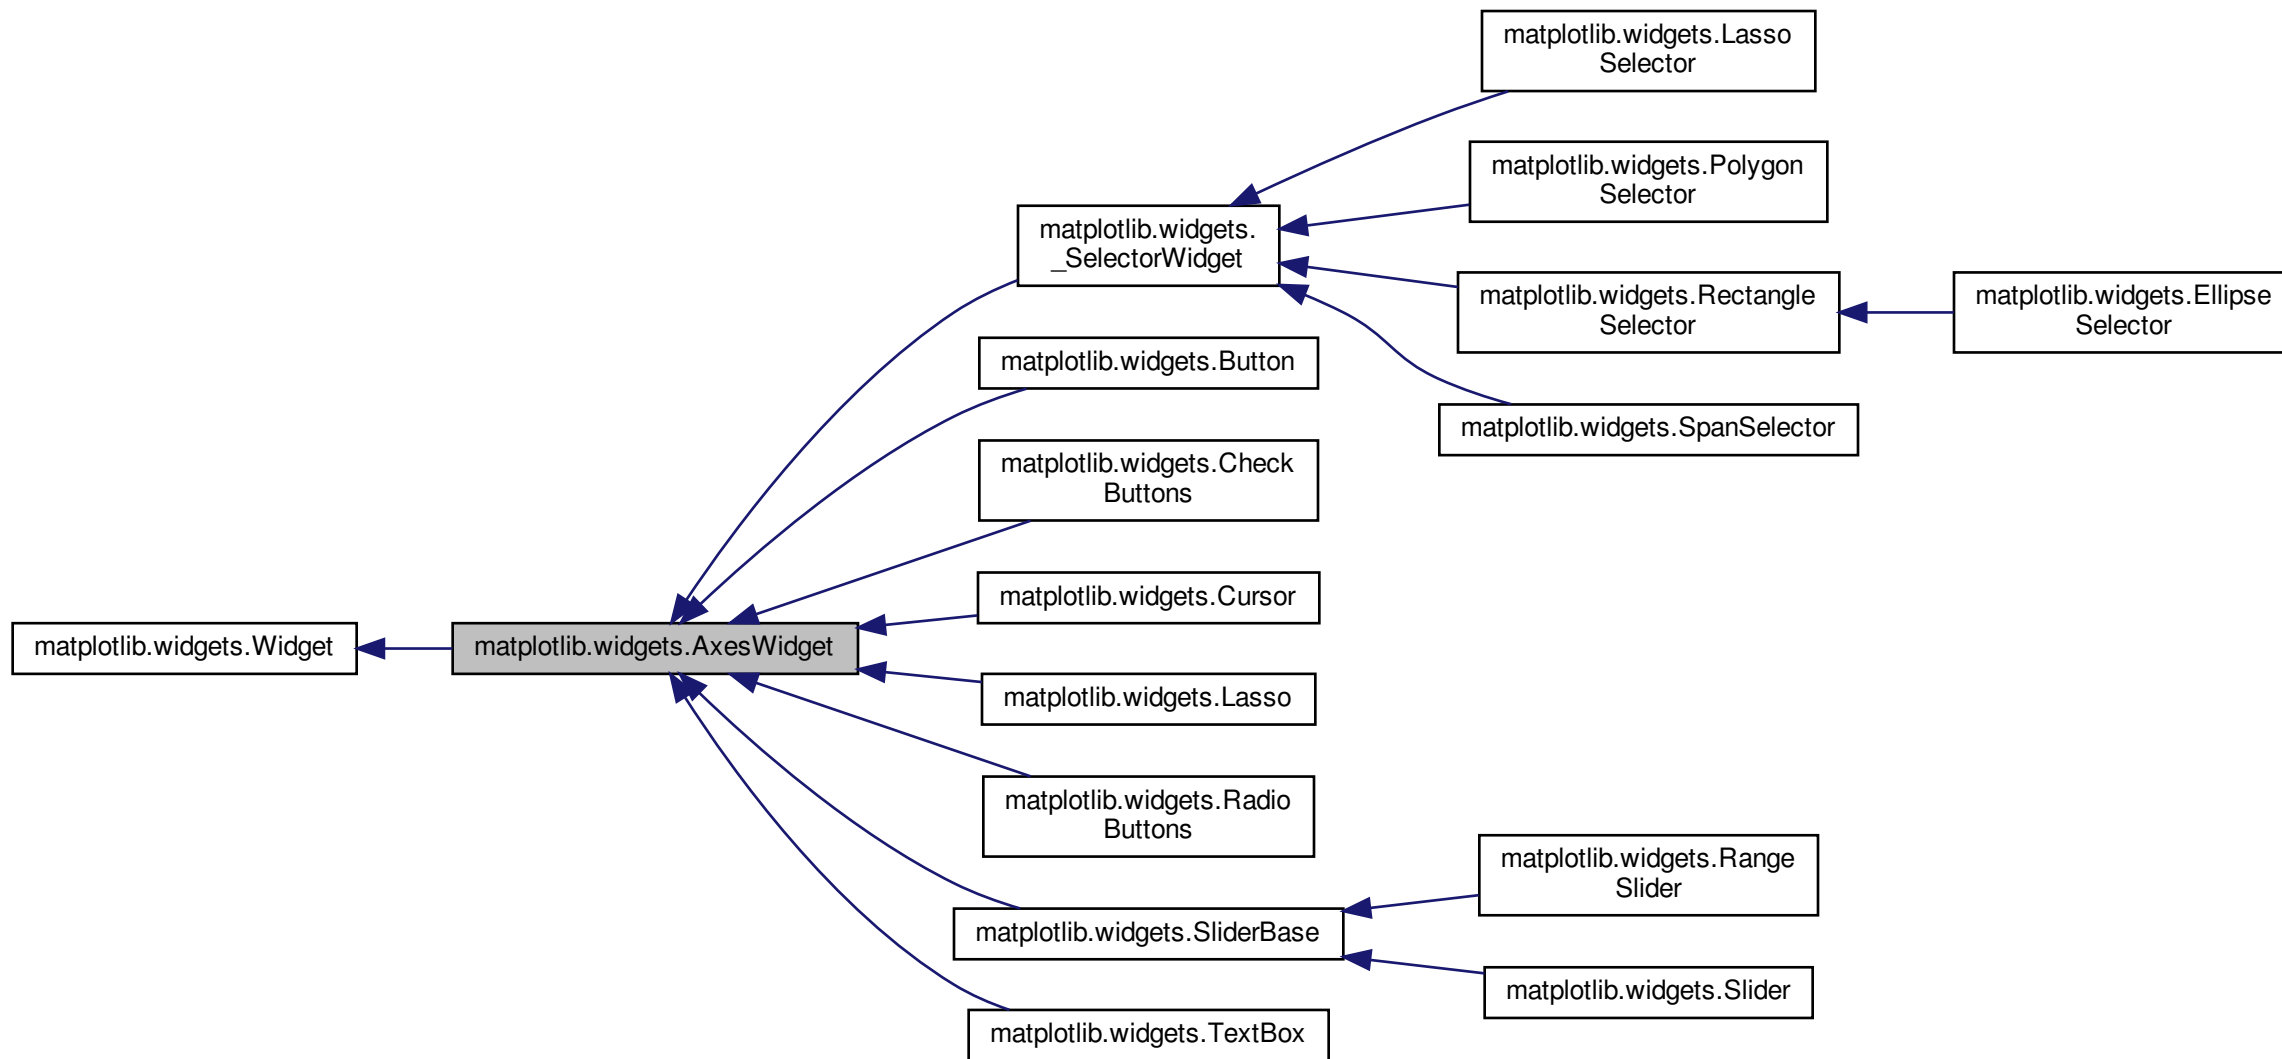 matplotlib.widgets.Lasso
Selector
matplotlib.widgets.Polygon
Selector
matplotlib.widgets.
_SelectorWidget
matplotlib.widgets.Rectangle
Selector
matplotlib.widgets.Ellipse
Selector
matplotlib.widgets.Button
matplotlib.widgets.SpanSelector
matplotlib.widgets.Check
Buttons
matplotlib.widgets.Cursor
matplotlib.widgets.Widget
matplotlib.widgets.AxesWidget
matplotlib.widgets.Lasso
matplotlib.widgets.Radio
Buttons
matplotlib.widgets.Range
Slider
matplotlib.widgets.SliderBase
matplotlib.widgets.Slider
matplotlib.widgets.TextBox